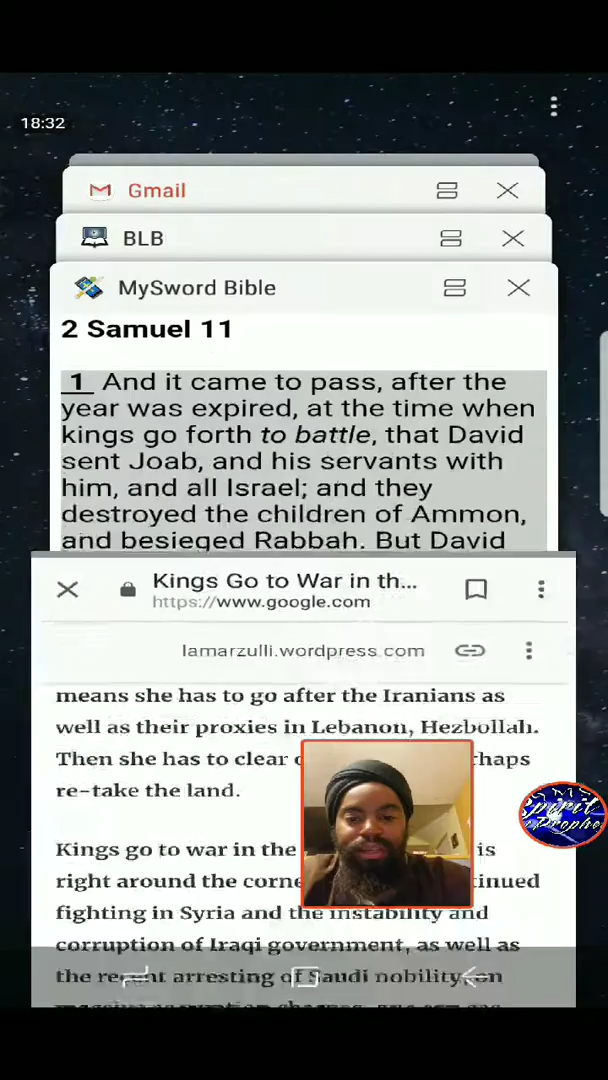 18:32
Gmail
BLB
MySword Bible
2 Samuel 11
1 And it came to pass, after the
year was expired, at the time when
kings go forth to battle, that David
sent Joab, and his servants with
him, and all Israel; and they
destroyed the children of Ammon,
and besieged Rabbah. But David
Kings Go to War in th...
https://www.google.com
lamarzulli.wordpress.com
means she has to go after the Iranians as
well as their proxies in Lebanon, Hezbollah.
Then she has to clear
re-take the land.
Kings go to war in the is
right around the
fighting in Syria and the instability and
corruption of Iraqi government, as well as
the recent arresting of Saudi nobility, on
Spirit